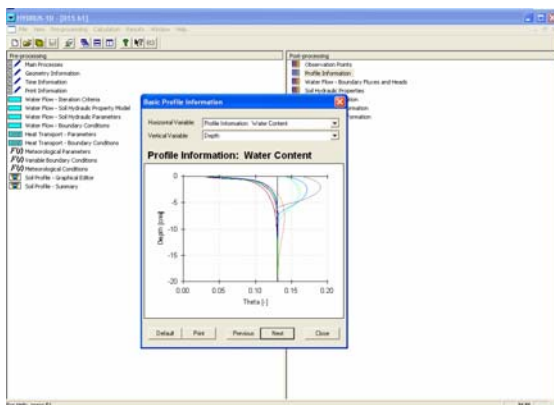 HYDRUS-1D - [D15.h1]
Pre-processing
Main Processes
Geometry Information
Time Information
Print Information
Water Flow - Iteration Criteria
Water Flow - Soil Hydraulic Property Model
Water Flow - Soil Hydraulic Parameters
Water Flow - Boundary Conditions
Heat Transport - Parameters
Heat Transport - Boundary Conditions
Meteorological Parameters
Variable Boundary Conditions
Meteorological Conditions
Soil Profile - Graphical Editor
Soil Profile - Summary
Post-processing
Observation Points
Profile Information
Water Flow - Boundary Fluxes and Heads
Soil Hydraulic Properties
Basic Profile Information
Horizontal Variable:
Profile Information: Water Content
Vertical Variable:
Depth
Profile Information: Water Content
Depth [cm]
0
-5
-10
-15
-20
0.00 0.05 0.10 0.15 0.20
Theta [-]
Default Print Previous Next Close